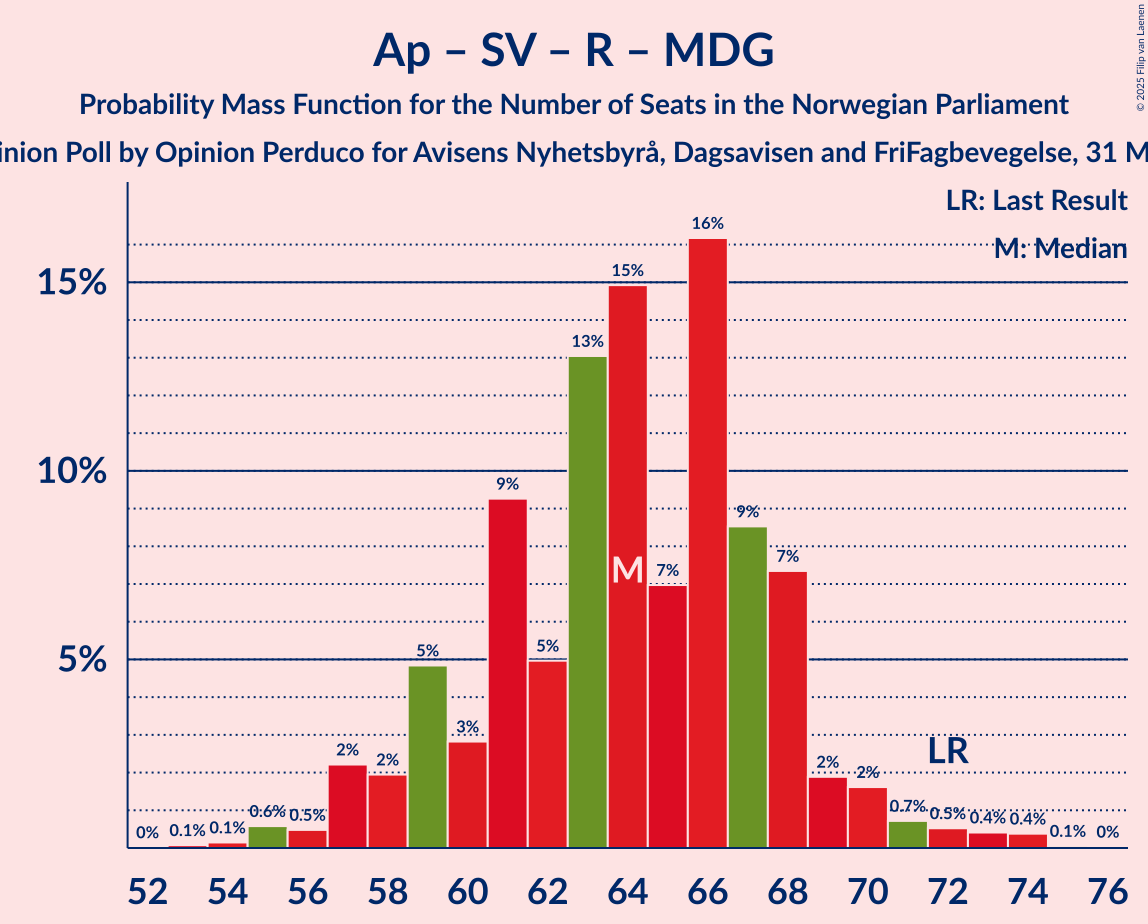 Ap – SV – R – MDG
Probability Mass Function for the Number of Seats in the Norwegian Parliament
Poll by Opinion Perduco for Avisens Nyhetsbyrå, Dagsavisen and FriFagbevegelse, 31
© 2025 Filip van Laenen
LR: Last Result
M: Median
15%
10%
5%
0% 0.1% 0.1% 0.6% 0.5% 2% 2% 5% 3% 9% 5% 13% 15% 7% 16% 9% 7% 2% 2% 0.7% 0.5% 0.4% 0.4% 0.1% 0%
M
LR
52 54 56 58 60 62 64 66 68 70 72 74 76